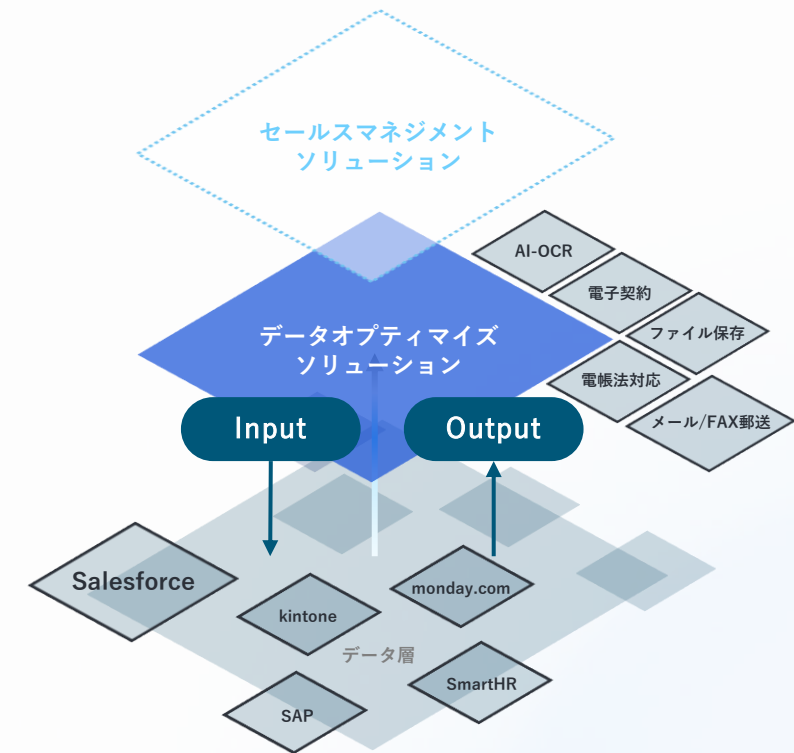 セールスマネジメント
ソリューション
AI-OCR
電子契約
ファイル保存
データオプティマイズ
ソリューション
電帳法対応
メール/FAX郵送
Input
Output
Salesforce
monday.com
kintone
データ層
SmartHR
SAP